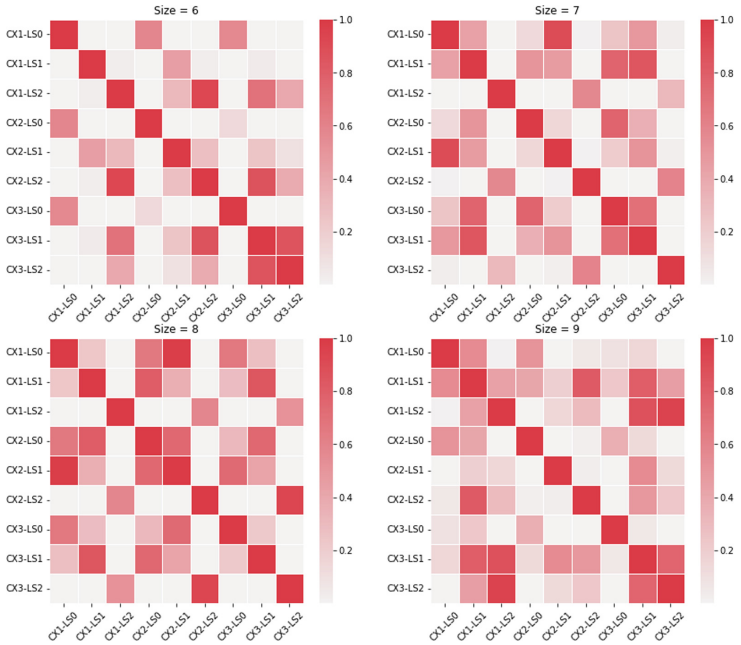 Size = 6
CX1-LS0
CX1-LS1
CX1-LS2
CX2-LS0
CX2-LS1
CX2-LS2
CX3-LS0
CX3-LS1
CX3-LS2
CX1-LS0
CX1-LS1
CX1-LS2
CX2-LS0
CX2-LS1
CX2-LS2
CX3-LS0
CX3-LS1
CX3-LS2
1.0
0.8
0.6
0.4
0.2
Size = 7
CX1-LS0
CX1-LS1
CX1-LS2
CX2-LS0
CX2-LS1
CX2-LS2
CX3-LS0
CX3-LS1
CX3-LS2
CX1-LS0
CX1-LS1
CX1-LS2
CX2-LS0
CX2-LS1
CX2-LS2
CX3-LS0
CX3-LS1
CX3-LS2
1.0
0.8
0.6
0.4
0.2
Size = 8
CX1-LS0
CX1-LS1
CX1-LS2
CX2-LS0
CX2-LS1
CX2-LS2
CX3-LS0
CX3-LS1
CX3-LS2
CX1-LS0
CX1-LS1
CX1-LS2
CX2-LS0
CX2-LS1
CX2-LS2
CX3-LS0
CX3-LS1
CX3-LS2
1.0
0.8
0.6
0.4
0.2
Size = 9
CX1-LS0
CX1-LS1
CX1-LS2
CX2-LS0
CX2-LS1
CX2-LS2
CX3-LS0
CX3-LS1
CX3-LS2
CX1-LS0
CX1-LS1
CX1-LS2
CX2-LS0
CX2-LS1
CX2-LS2
CX3-LS0
CX3-LS1
CX3-LS2
1.0
0.8
0.6
0.4
0.2